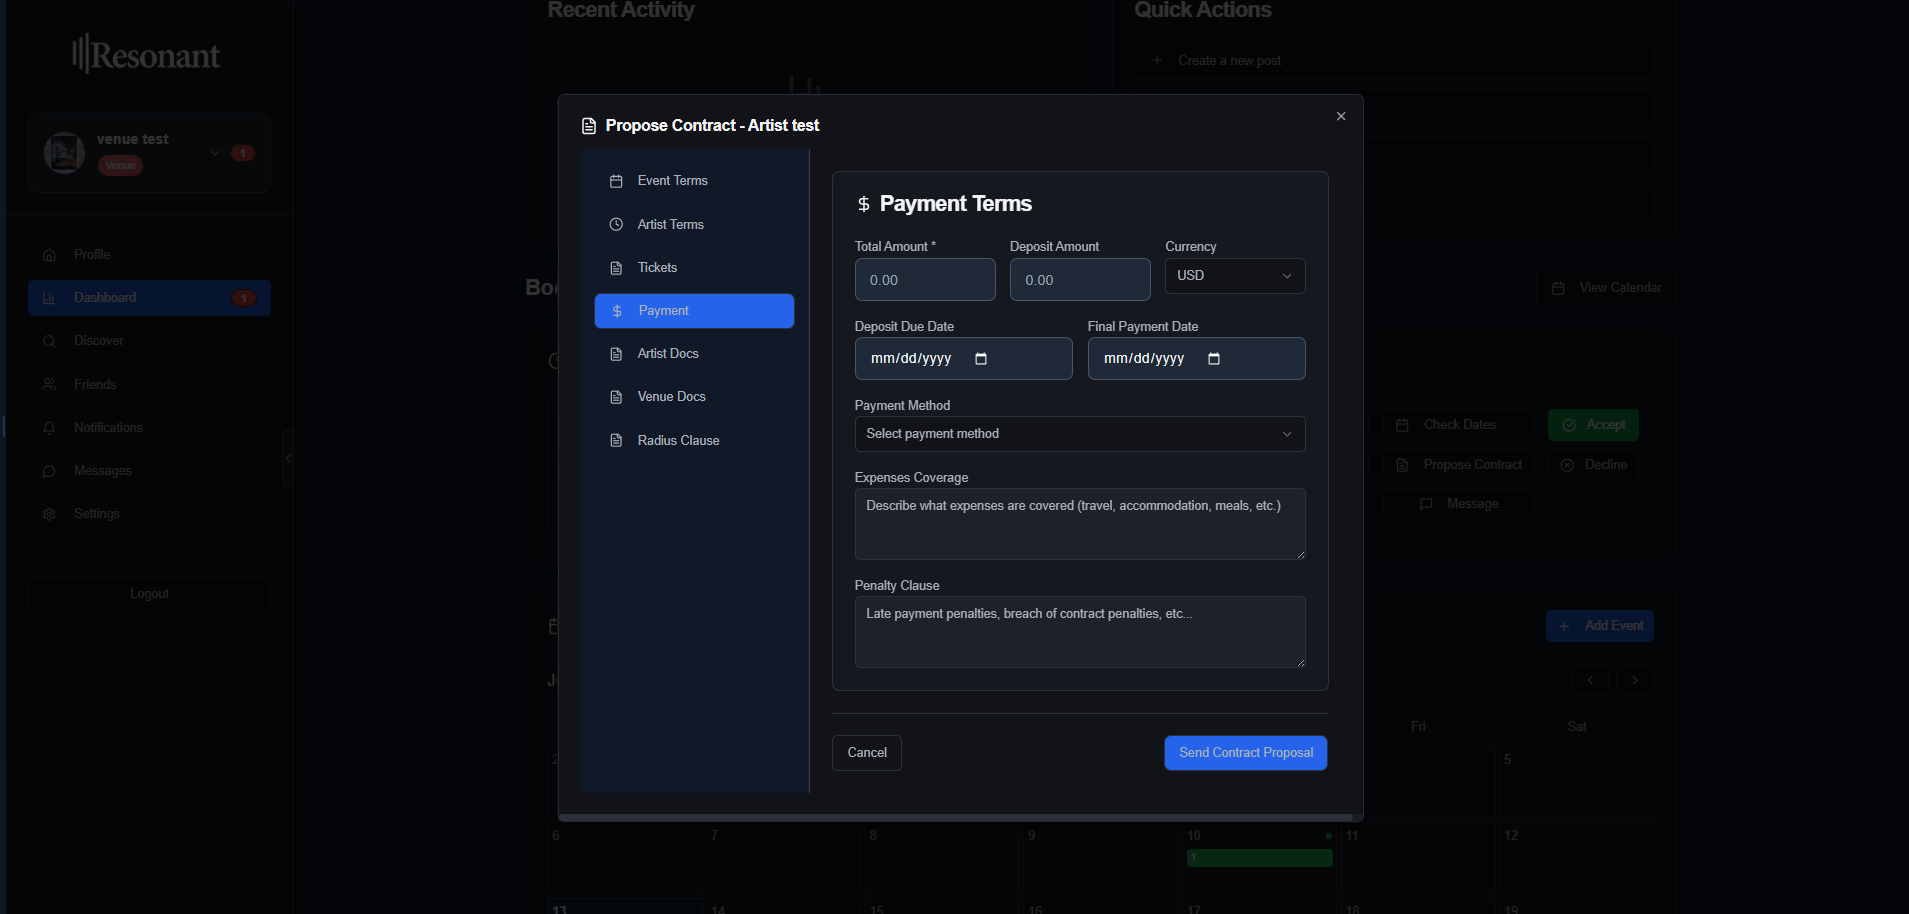 Resonant
venue test
Venue
1
Profile
Dashboard
1
Discover
Friends
Notifications
Messages
Settings
Logout
Recent Activity
Quick Actions
Create a new post
Boo
View Calendar
Check Dates
Accept
Propose Contract
Decline
Message
Add Event
Propose Contract - Artist test
Event Terms
Artist Terms
Tickets
Payment
Artist Docs
Venue Docs
Radius Clause
$ Payment Terms
Total Amount * Deposit Amount Currency
0.00 0.00 USD
Deposit Due Date Final Payment Date
mm/dd/yyyy mm/dd/yyyy
Payment Method
Select payment method
Expenses Coverage
Describe what expenses are covered (travel, accommodation, meals, etc.)
Penalty Clause
Late payment penalties, breach of contract penalties, etc...
Cancel Send Contract Proposal
Fri Sat
5
6 7 8 9 10 11 12
1
13 14 15 16 17 18 19